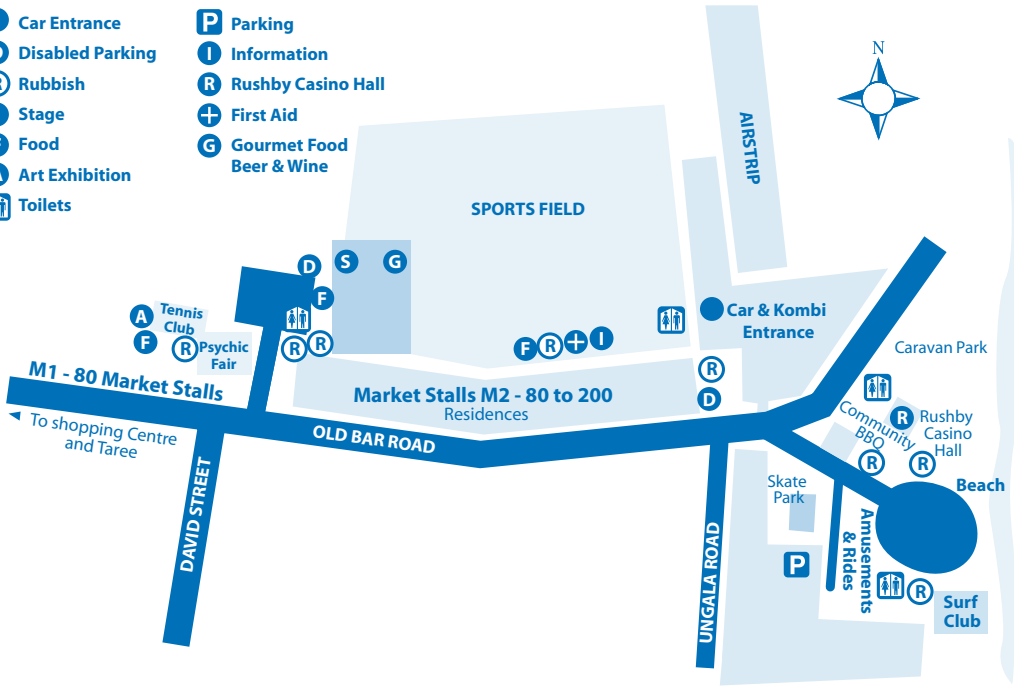 Car Entrance
Disabled Parking
R Rubbish
Stage
Food
Art Exhibition
Toilets
P Parking
I Information
R Rushby Casino Hall
First Aid
G Gourmet Food
Beer & Wine
N
AIRSTRIP
SPORTS FIELD
D
S
G
F
A
F
Tennis
Club
R
Psychic
Fair
R
R
F
R
I
Car & Kombi
Entrance
R
D
Caravan Park
M1 - 80 Market Stalls
To shopping Centre
and Taree
Market Stalls M2 - 80 to 200
Residences
OLD BAR ROAD
DAVID STREET
UNGALA ROAD
Community
BBQ
R
R
Rushby
Casino
Hall
R
Beach
Skate
Park
P
Amusements
& Rides
R
Surf
Club